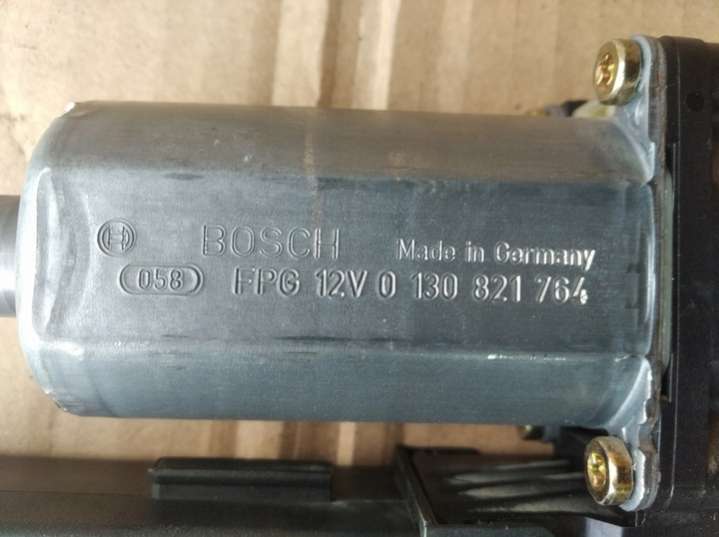 BOSCH Made in Germany
058 FPG 12V 0 130 821 764